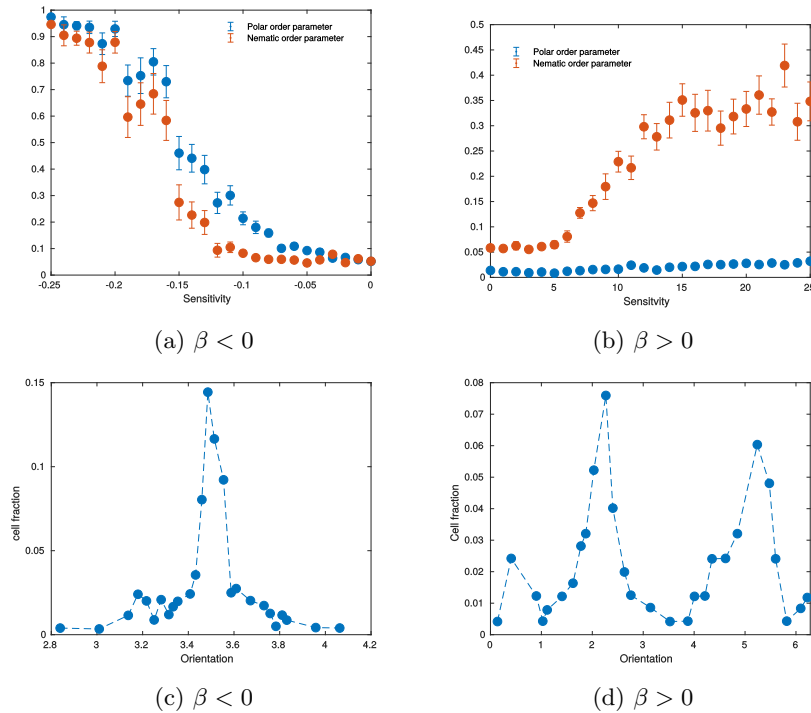 1
0.9
0.8
0.7
0.6
0.5
0.4
0.3
0.2
0.1
0
-0.25 -0.2 -0.15 -0.1 -0.05 0
Sensitivity
Polar order parameter
Nematic order parameter
(a) β < 0
0.5
0.45
0.4
0.35
0.3
0.25
0.2
0.15
0.1
0.05
0
0 5 10 15 20 25
Sensitvity
Polar order parameter
Nematic order parameter
(b) β > 0
0.15
0.1
0.05
0
cell fraction
2.8 3 3.2 3.4 3.6 3.8 4 4.2
Orientation
(c) β < 0
0.08
0.07
0.06
0.05
0.04
0.03
0.02
0.01
0
Cell fraction
0 1 2 3 4 5 6
Orientation
(d) β > 0